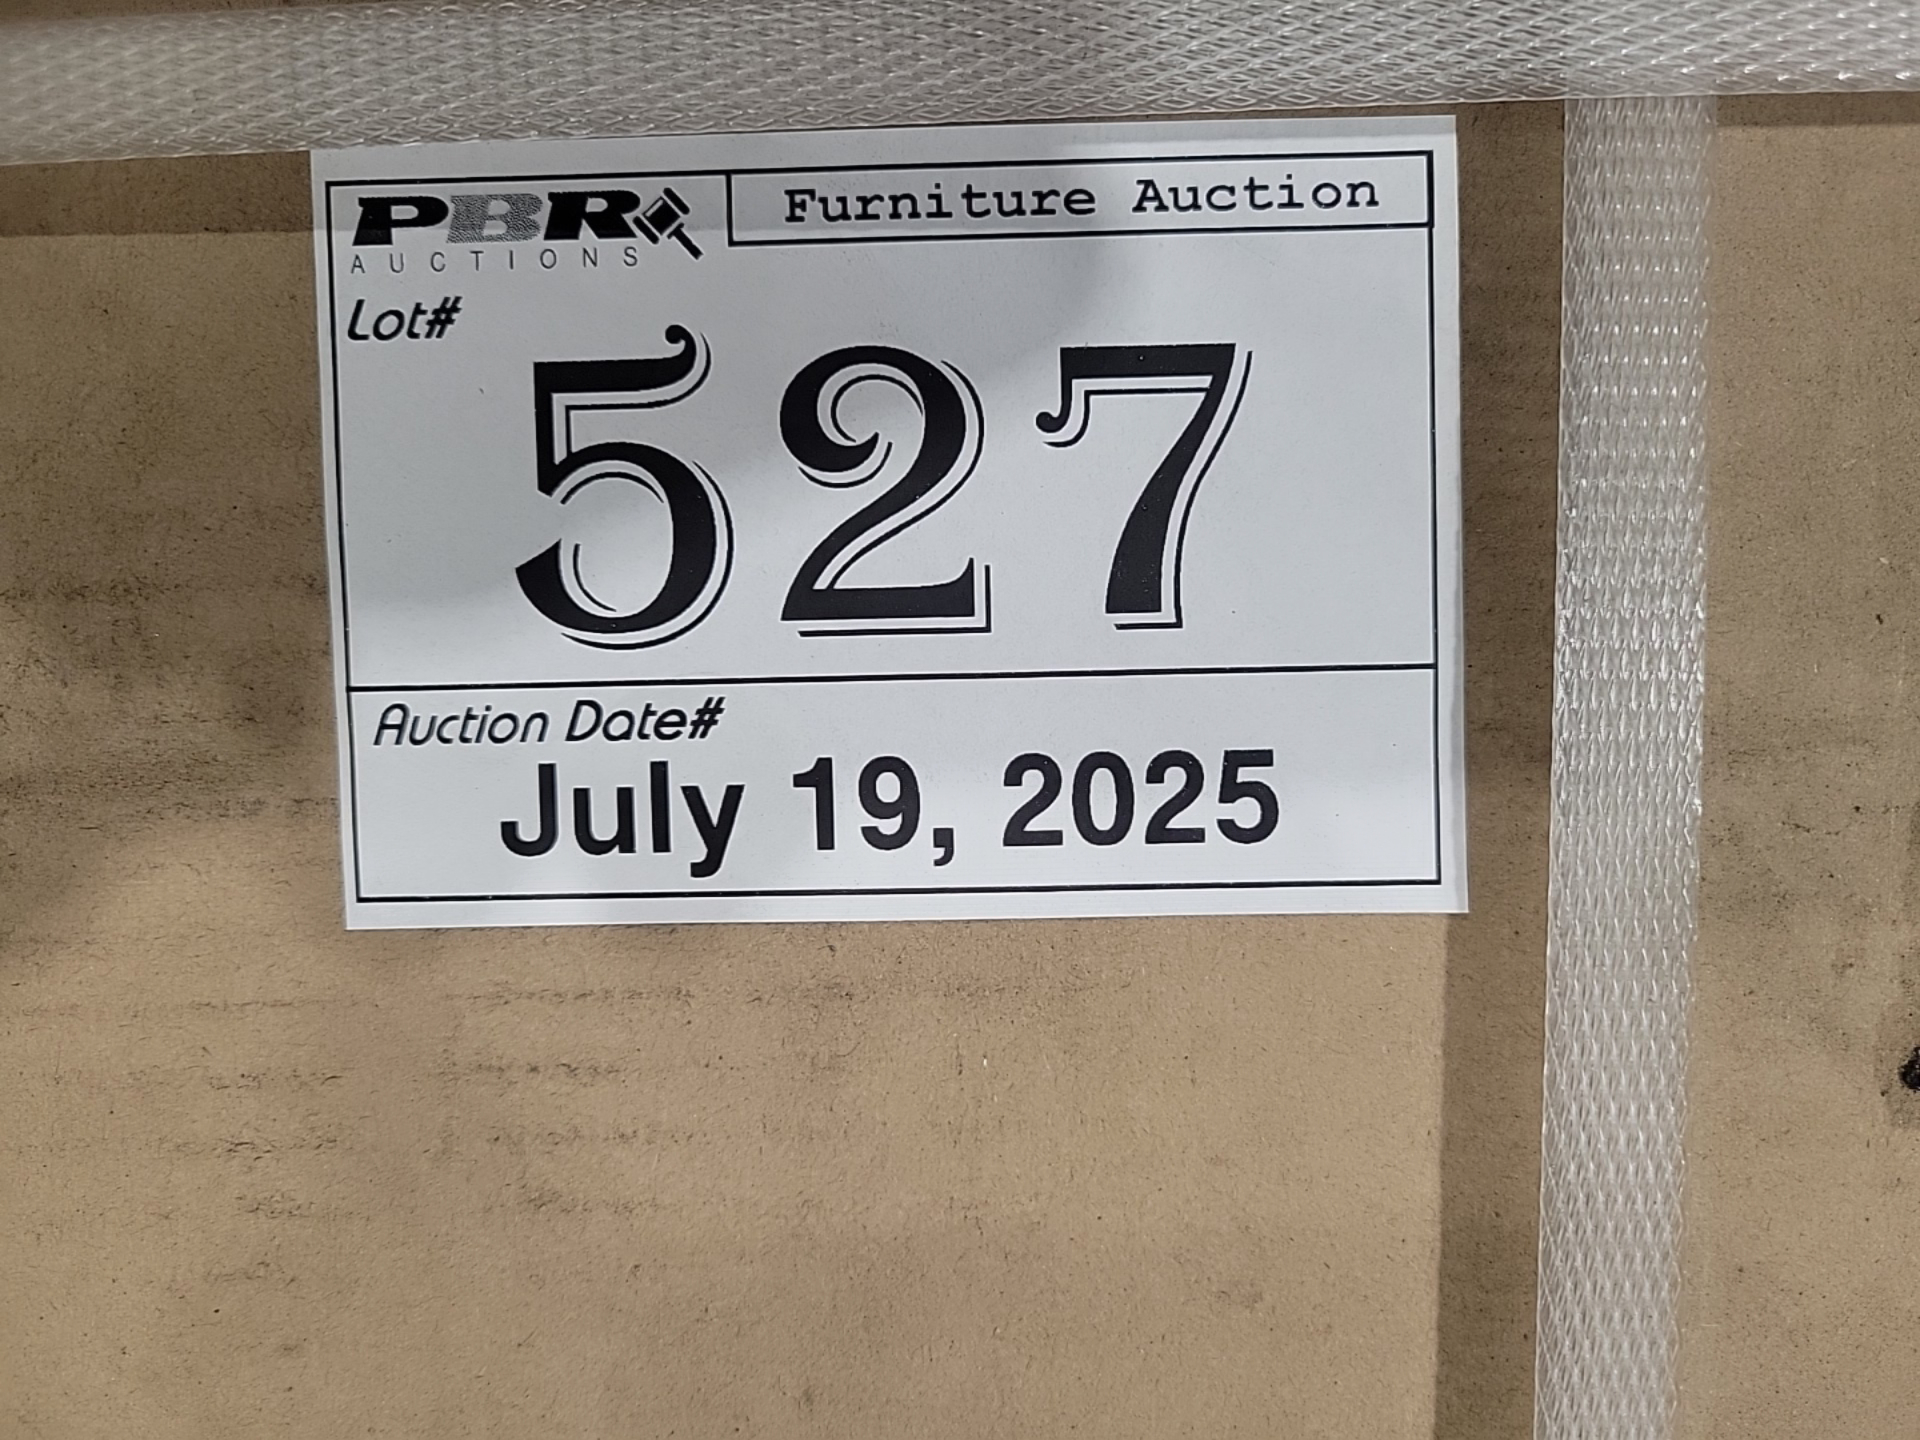 PBR
AUCTIONS
Furniture Auction
Lot#
527
Auction Date#
July 19, 2025